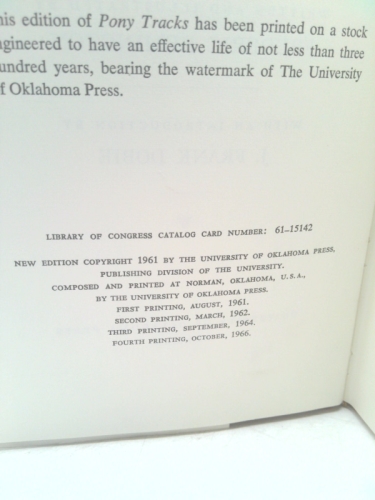 his edition of Pony Tracks has been printed on a stock
ngineered to have an effective life of not less than three
undred years, bearing the watermark of The University
f Oklahoma Press.
LIBRARY OF CONGRESS CATALOG CARD NUMBER: 61-15142
NEW EDITION COPYRIGHT 1961 BY THE UNIVERSITY OF OKLAHOMA PRESS.
PUBLISHING DIVISION OF THE UNIVERSITY.
COMPOSED AND PRINTED AT NORMAN, OKLAHOMA, U.S.A.,
BY THE UNIVERSITY OF OKLAHOMA PRESS.
FIRST PRINTING, AUGUST, 1961.
SECOND PRINTING, MARCH, 1962.
THIRD PRINTING, SEPTEMBER, 1964.
FOURTH PRINTING, OCTOBER, 1966.